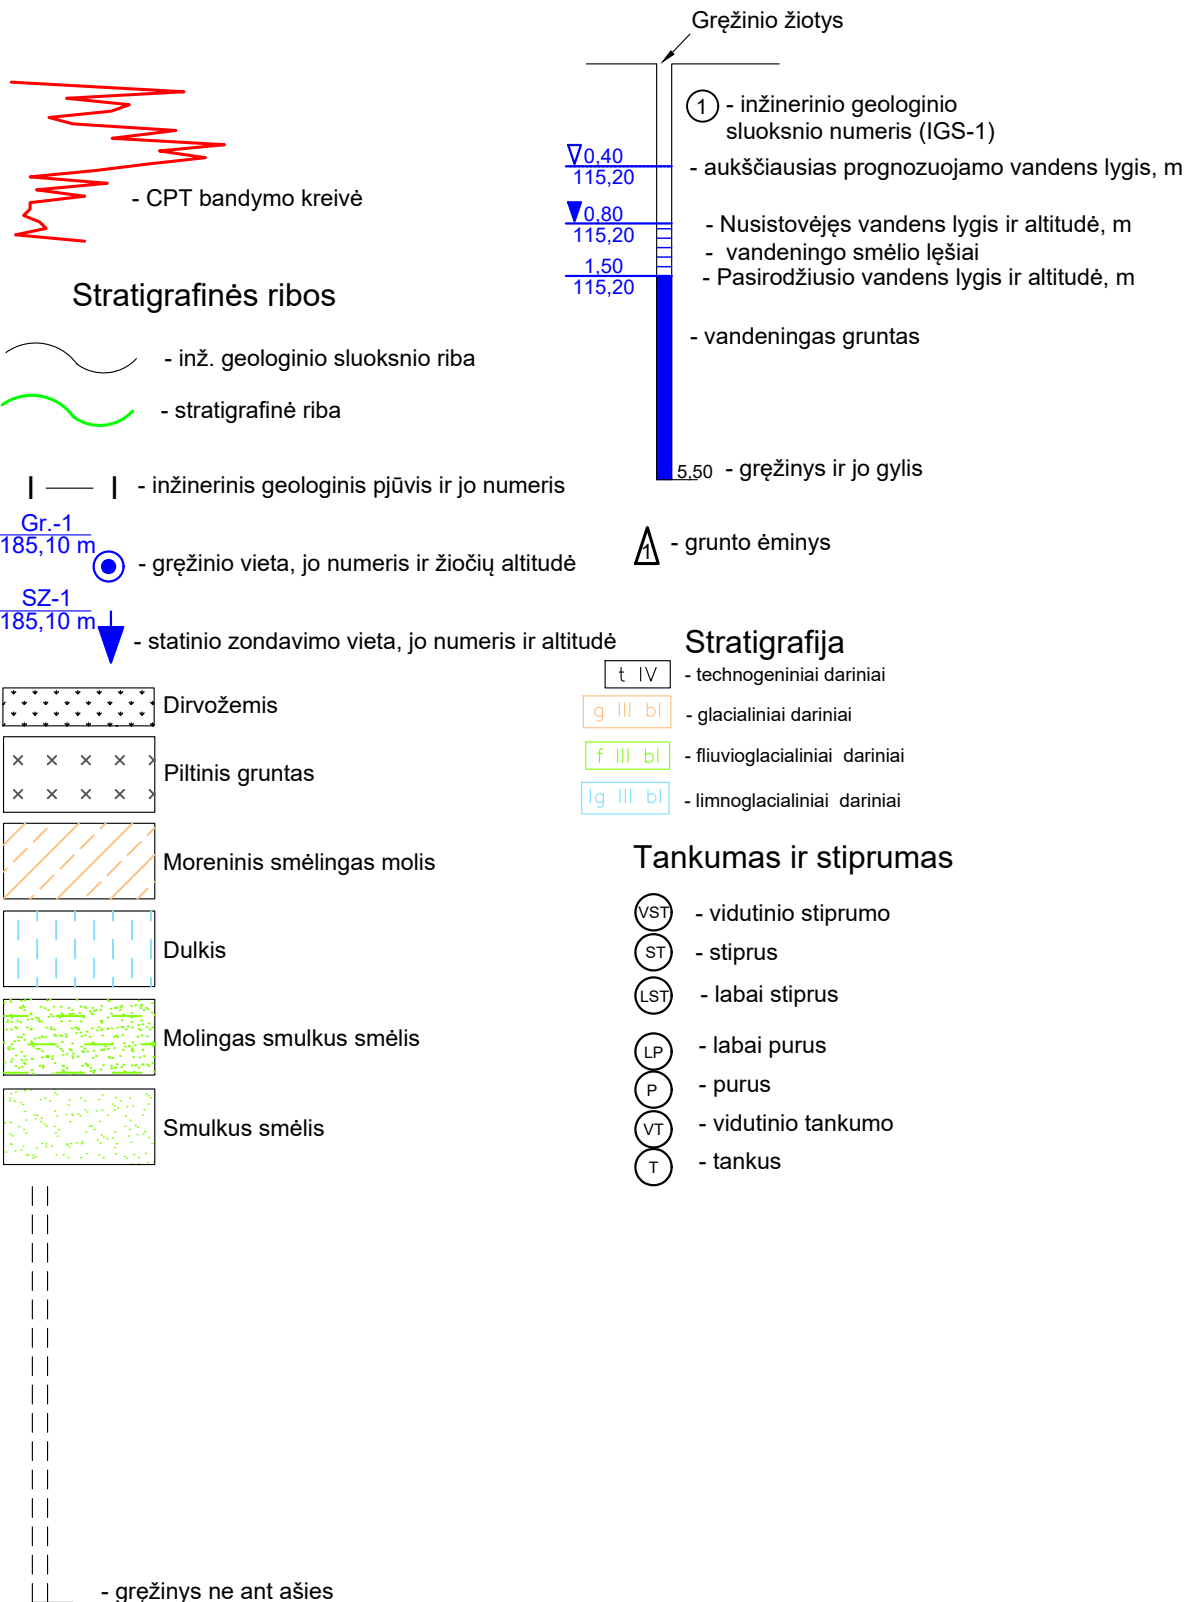 Gręžinio žiotys
1
- inžinerinio geologinio
sluoksnio numeris (IGS-1)
0,40
115,20
- aukščiausias prognozuojamo vandens lygis, m
0,80
115,20
- Nusistovėjęs vandens lygis ir altitudė, m
- vandeningo smėlio lęšiai
1,50
115,20
- Pasirodžiusio vandens lygis ir altitudė, m
- vandeningas gruntas
5,50
- gręžinys ir jo gylis
1
- grunto ėminys
- CPT bandymo kreivė
Stratigrafinės ribos
- inž. geologinio sluoksnio riba
- stratigrafinė riba
I
I
- inžinerinis geologinis pjūvis ir jo numeris
Gr.-1
185,10 m
- gręžinio vieta, jo numeris ir žiočių altitudė
SZ-1
185,10 m
- statinio zondavimo vieta, jo numeris ir altitudė
Dirvožemis
Piltinis gruntas
Moreninis smėlingas molis
Dulkis
Molingas smulkus smėlis
Smulkus smėlis
- gręžinys ne ant ašies
Stratigrafija
t IV
- technogeniniai dariniai
g III bl
- glacialiniai dariniai
f III bl
- fliuvioglacialiniai dariniai
lg III bl
- limnoglacialiniai dariniai
Tankumas ir stiprumas
VST
- vidutinio stiprumo
ST
- stiprus
LST
- labai stiprus
LP
- labai purus
P
- purus
VT
- vidutinio tankumo
T
- tankus